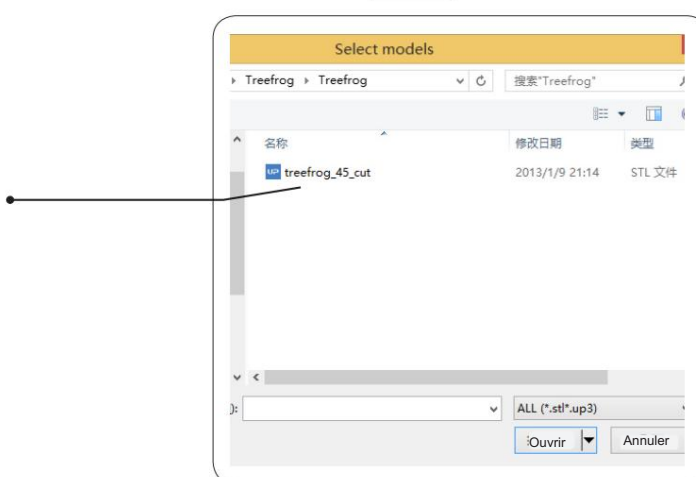 Select models
Treefrog Treefrog 搜索"Treefrog"
名称 修改日期 类型
UP treefrog_45_cut 2013/1/9 21:14 STL 文件
): ALL (*.stl*.up3)
Ouvrir Annuler